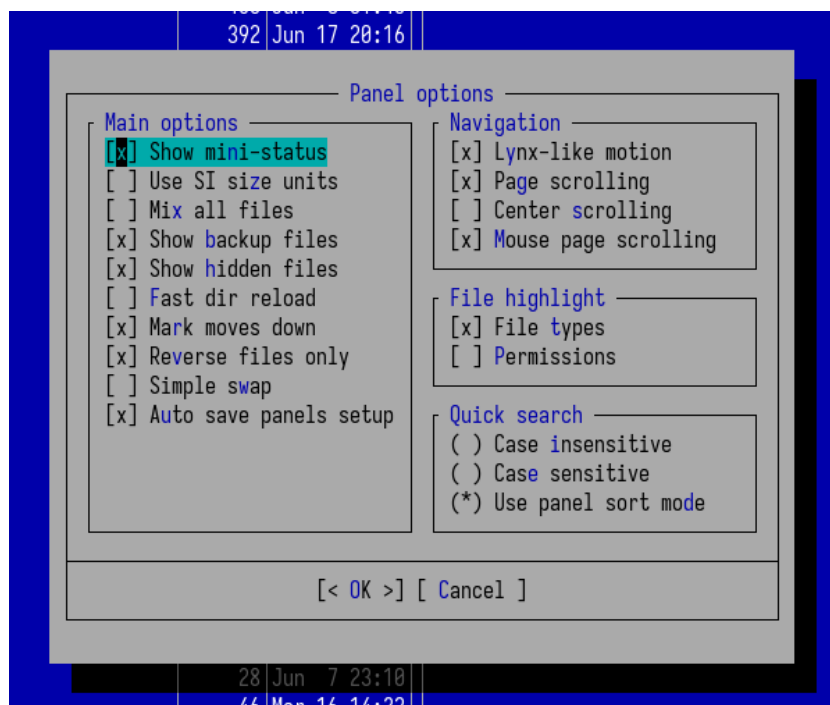 392 Jun 17 20:16
Panel options
Main options
[x] Show mini-status
[ ] Use SI size units
[ ] Mix all files
[x] Show backup files
[x] Show hidden files
[ ] Fast dir reload
[x] Mark moves down
[x] Reverse files only
[ ] Simple swap
[x] Auto save panels setup
Navigation
[x] Lynx-like motion
[x] Page scrolling
[ ] Center scrolling
[x] Mouse page scrolling
File highlight
[x] File types
[ ] Permissions
Quick search
( ) Case insensitive
( ) Case sensitive
(*) Use panel sort mode
[< OK >] [ Cancel ]
28 Jun 7 23:10